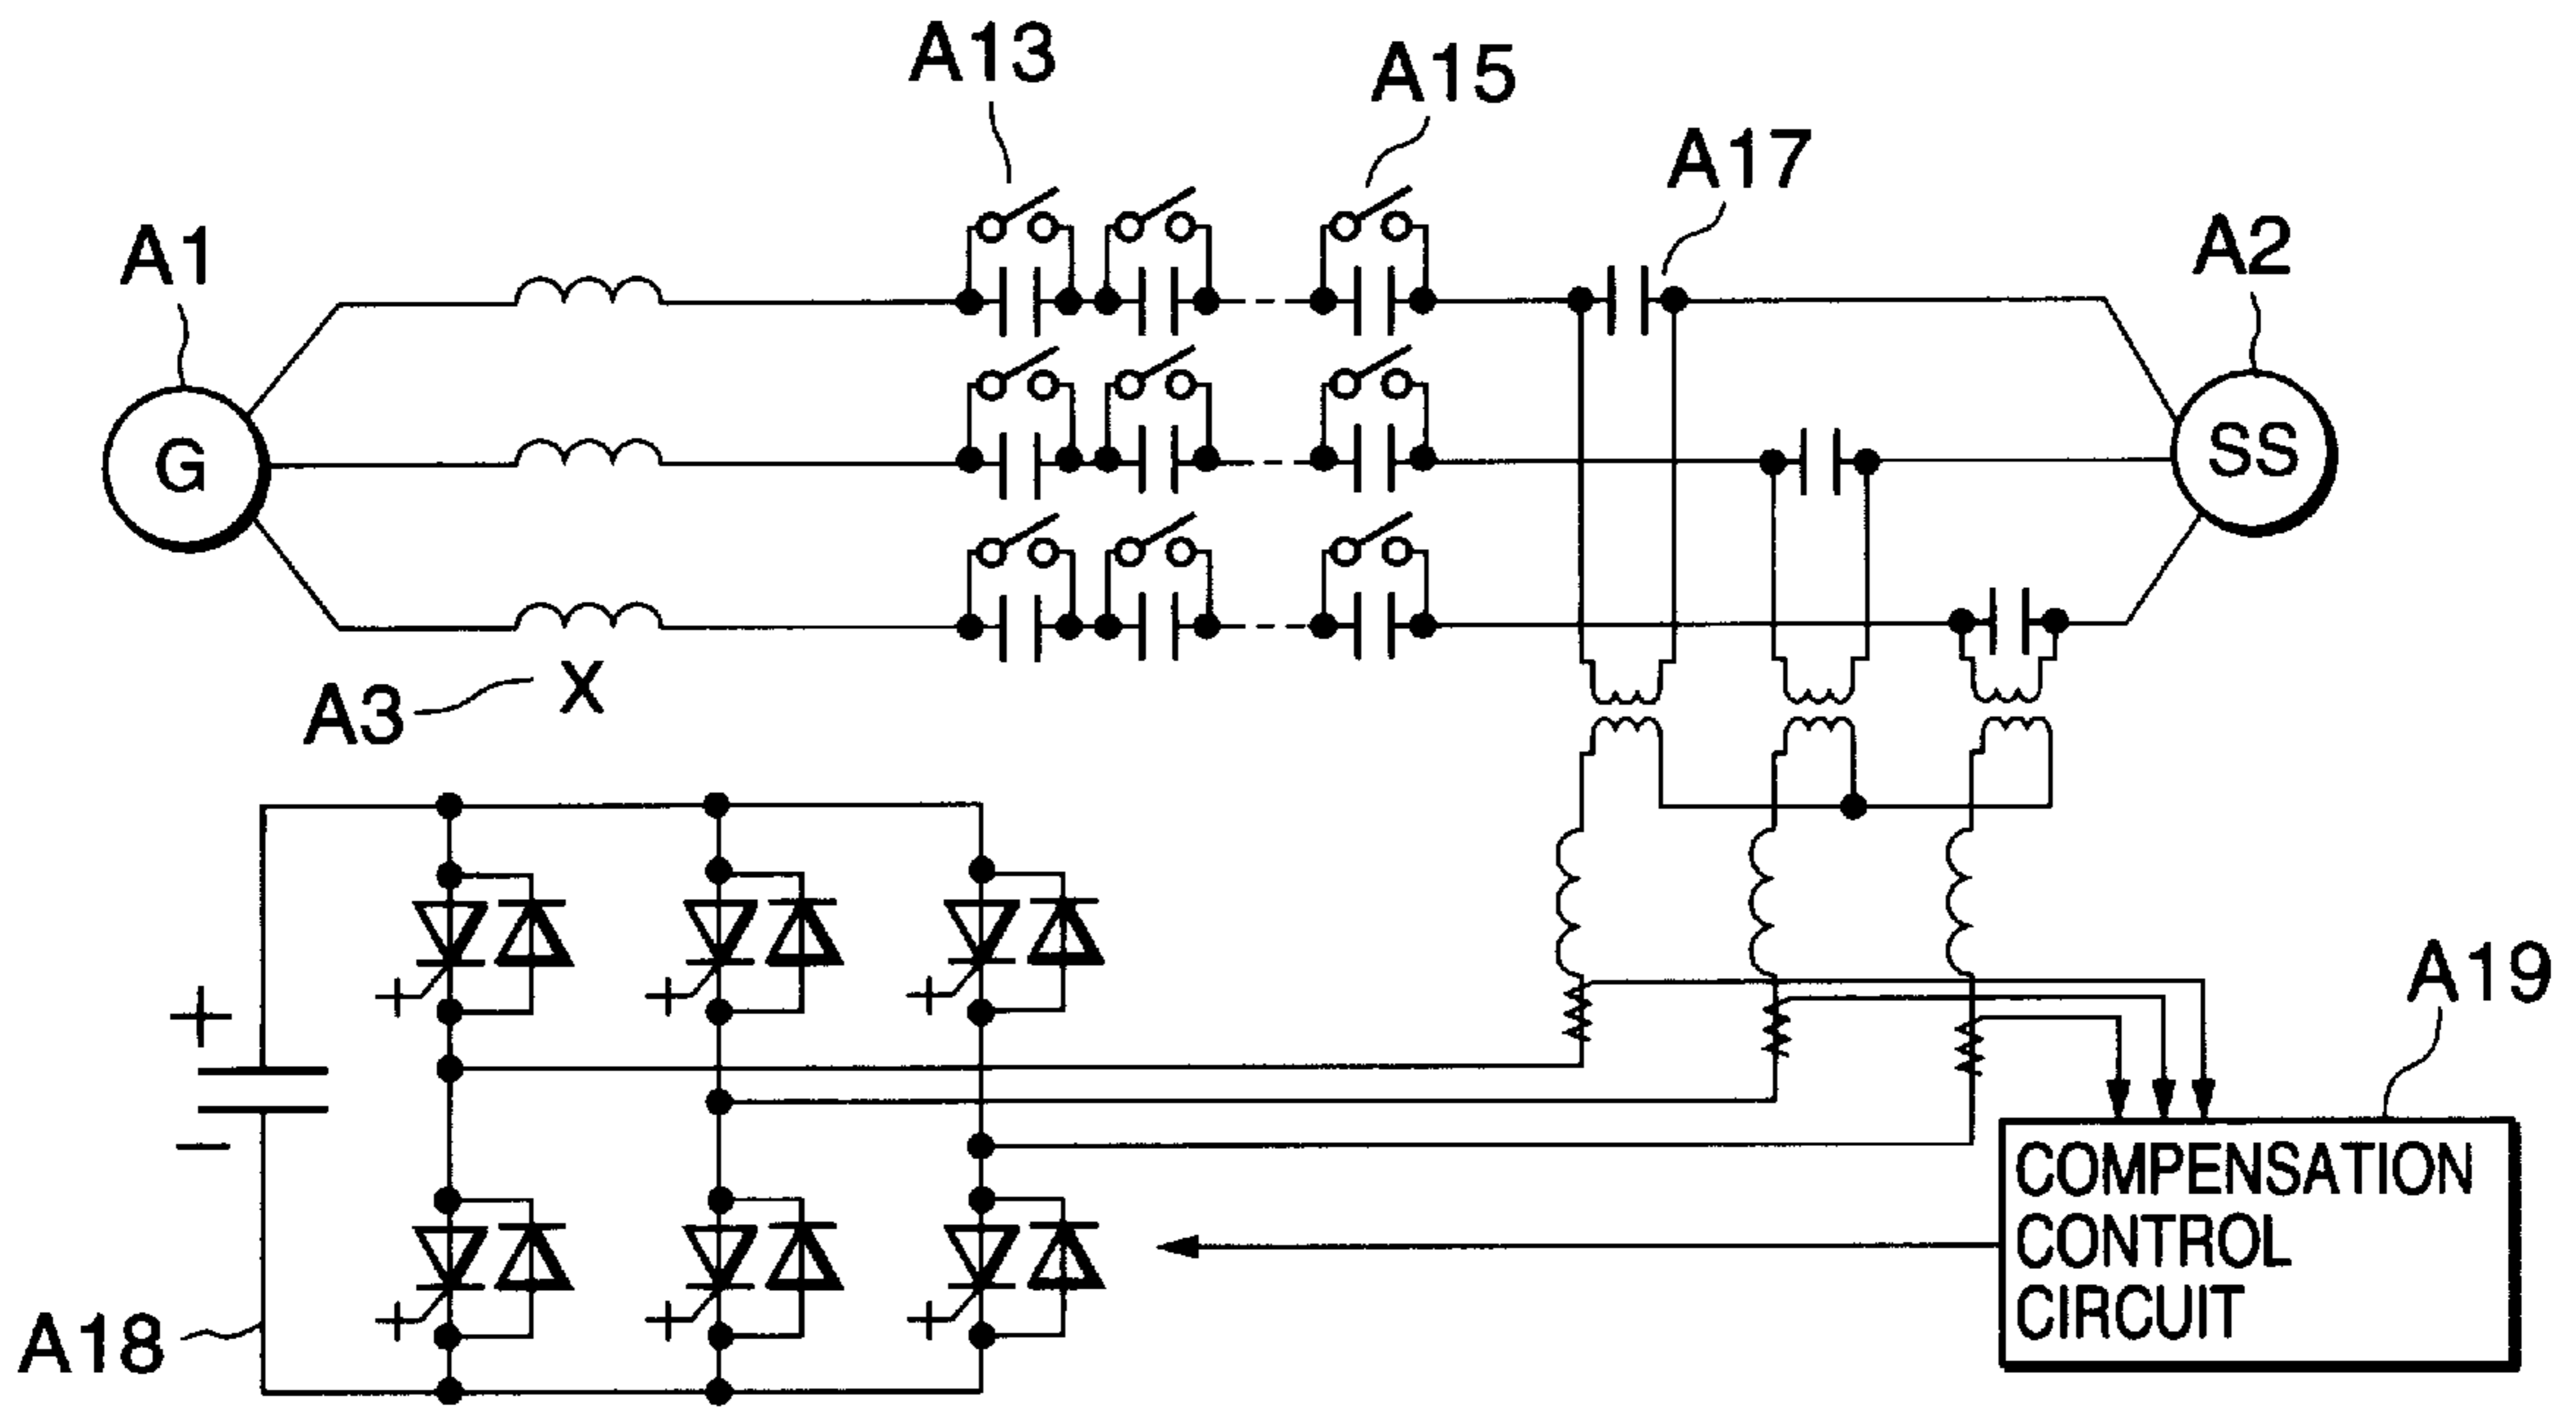 A13
A15
A17
A1
A2
G
SS
X
A3
A19
+
−
COMPENSATION
CONTROL
CIRCUIT
A18